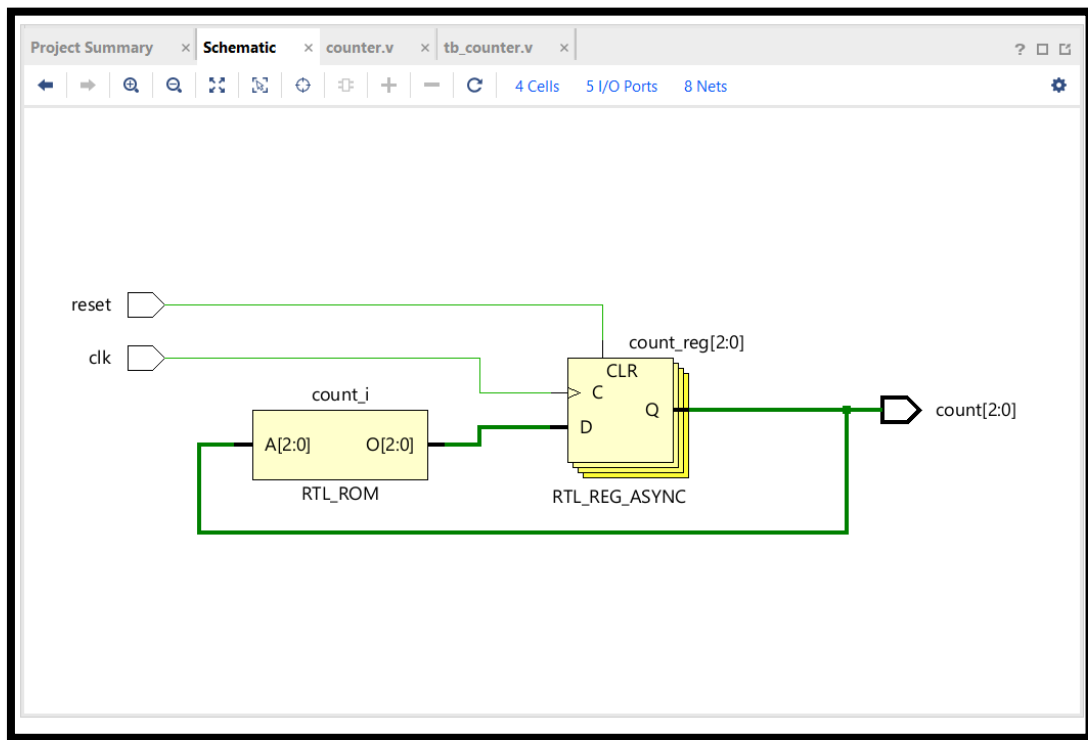 Project Summary × Schematic × counter.v × tb_counter.v × ?
4 Cells 5 I/O Ports 8 Nets
reset
clk
count_i
A[2:0] O[2:0]
RTL_ROM
count_reg[2:0]
CLR
C
Q
D
RTL_REG_ASYNC
count[2:0]